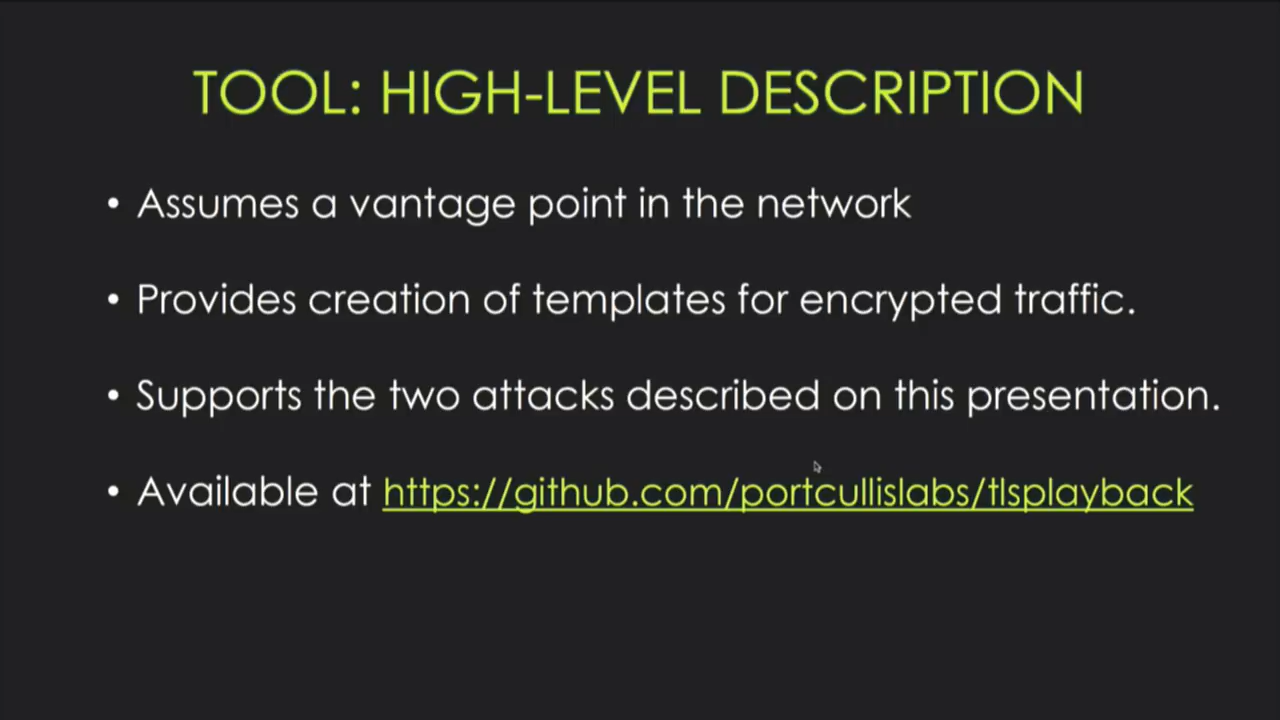 TOOL: HIGH-LEVEL DESCRIPTION
• Assumes a vantage point in the network
• Provides creation of templates for encrypted traffic.
• Supports the two attacks described on this presentation.
• Available at https://github.com/portcullislabs/tlsplayback